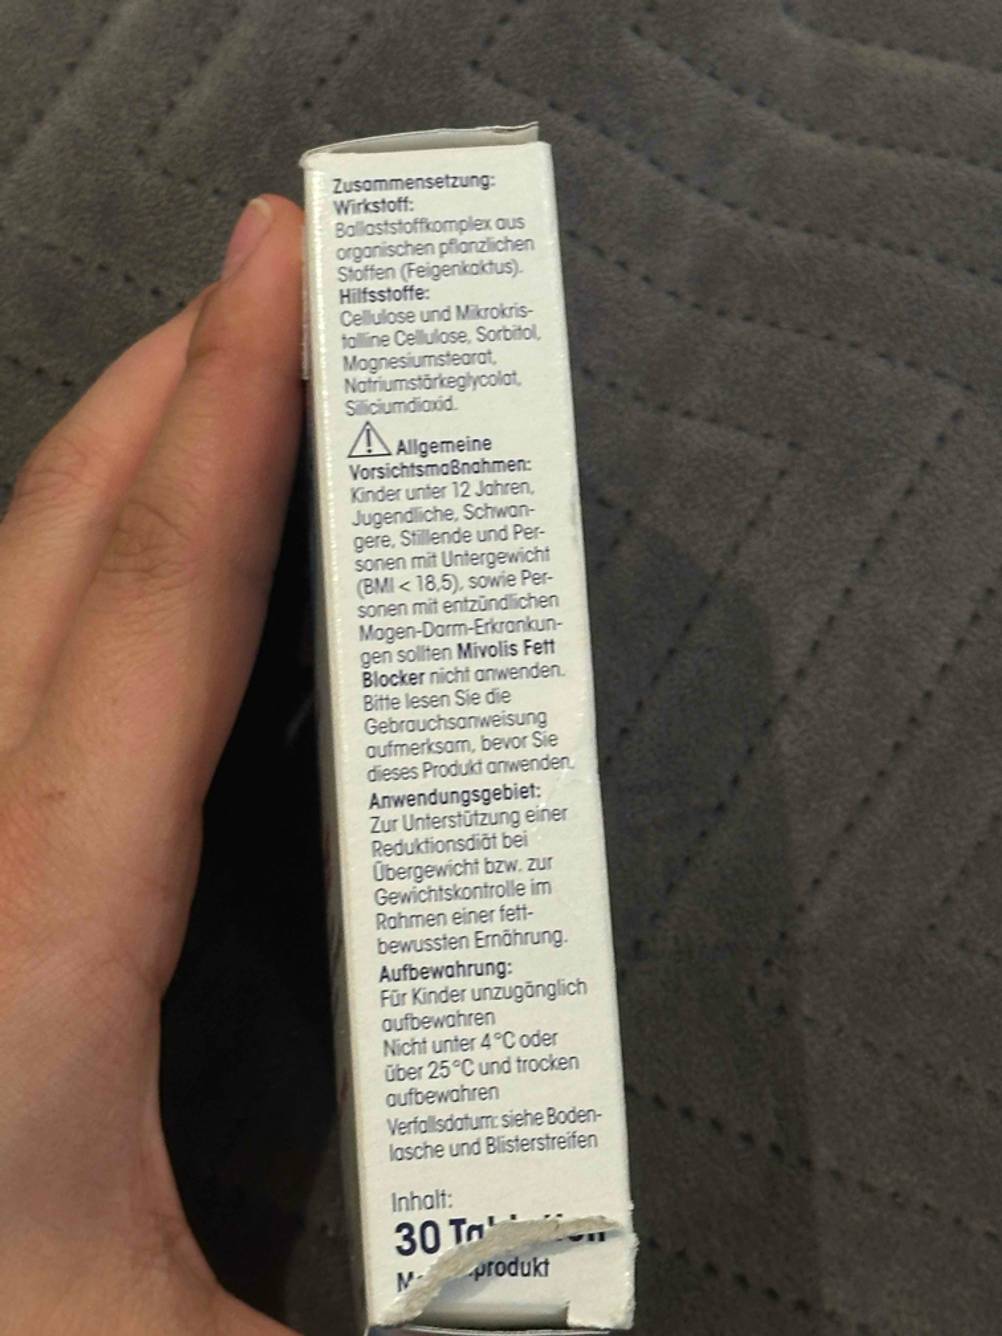 Zusammensetzung:
Wirkstoff:
Ballaststoffkomplex aus
organischen pflanzlichen
Stoffen (Feigenkaktus).
Hilfsstoffe:
Cellulose und Mikrokris-
talline Cellulose, Sorbitol,
Magnesiumstearat,
Natriumstärkeglycolat,
Siliciumdioxid.
Allgemeine
Vorsichtsmaßnahmen:
Kinder unter 12 Jahren,
Jugendliche, Schwan-
gere, Stillende und Per-
sonen mit Untergewicht
(BMI < 18,5), sowie Per-
sonen mit entzündlichen
Magen-Darm-Erkrankun-
gen sollten Mivolis Fett
Blocker nicht anwenden.
Bitte lesen Sie die
Gebrauchsanweisung
aufmerksam, bevor Sie
dieses Produkt anwenden.
Anwendungsgebiet:
Zur Unterstützung einer
Reduktionsdiät bei
Übergewicht bzw. zur
Gewichtskontrolle im
Rahmen einer fett-
bewussten Ernährung.
Aufbewahrung:
Für Kinder unzugänglich
aufbewahren
Nicht unter 4°C oder
über 25°C und trocken
aufbewahren
Verfallsdatum: siehe Boden-
lasche und Blisterstreifen
Inhalt:
30